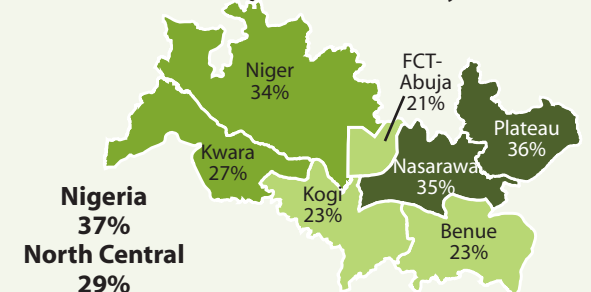 Niger
34%
FCT-
Abuja
21%
Plateau
36%
Kwara
27%
Nasarawa
35%
Kogi
23%
Benue
23%
Nigeria
37%
North Central
29%